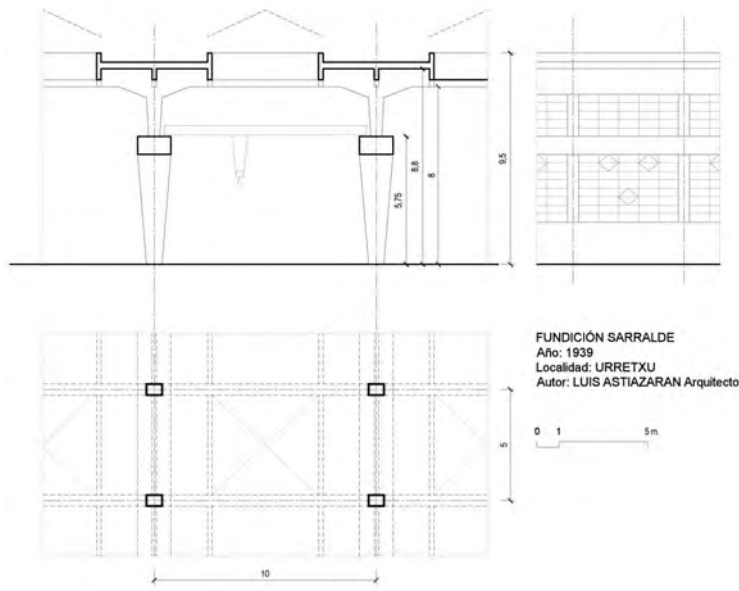 5,75
8,8
8
9,5
FUNDICIÓN SARRALDE
Año: 1939
Localidad: URRETXU
Autor: LUIS ASTIAZARAN Arquitecto
0 1 5 m
5
10